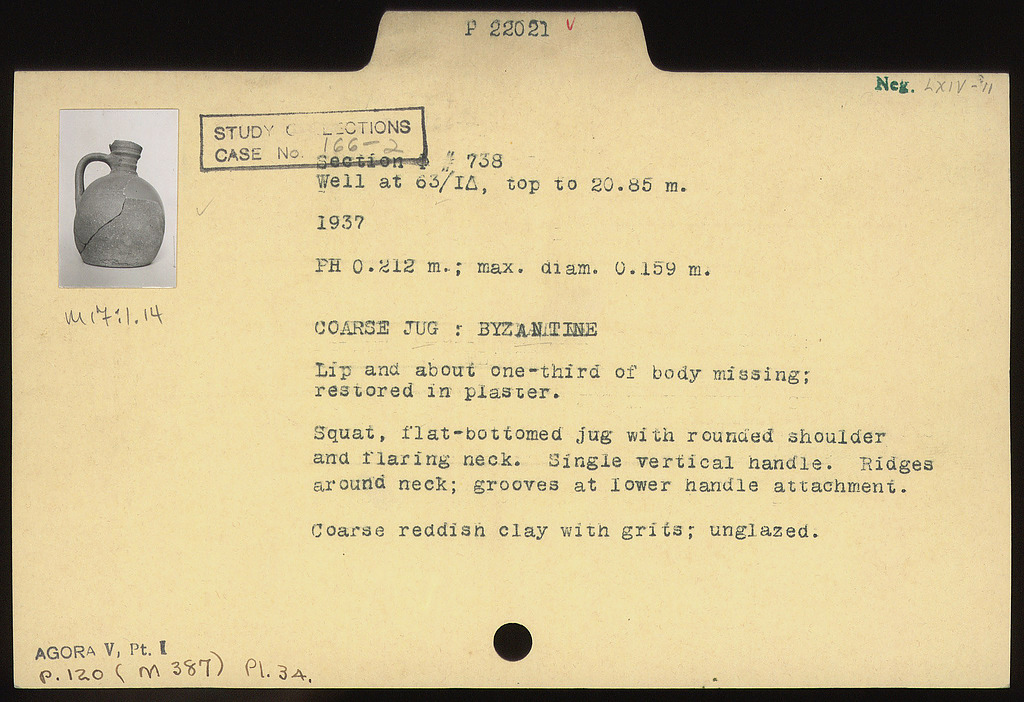 P 22021 v
Neg. LXIV-
STUDY COLLECTIONS
CASE No. 166-2
Section Φ # 738
Well at 63/ΙΔ, top to 20.85 m.
1937
PH 0.212 m.; max. diam. 0.159 m.
M17:1.14
COARSE JUG : BYZANTINE
Lip and about one-third of body missing;
restored in plaster.
Squat, flat-bottomed jug with rounded shoulder
and flaring neck. Single vertical handle. Ridges
around neck; grooves at lower handle attachment.
Coarse reddish clay with grits; unglazed.
AGORA V, Pt. I
P.120 (M 387) Pl. 34.